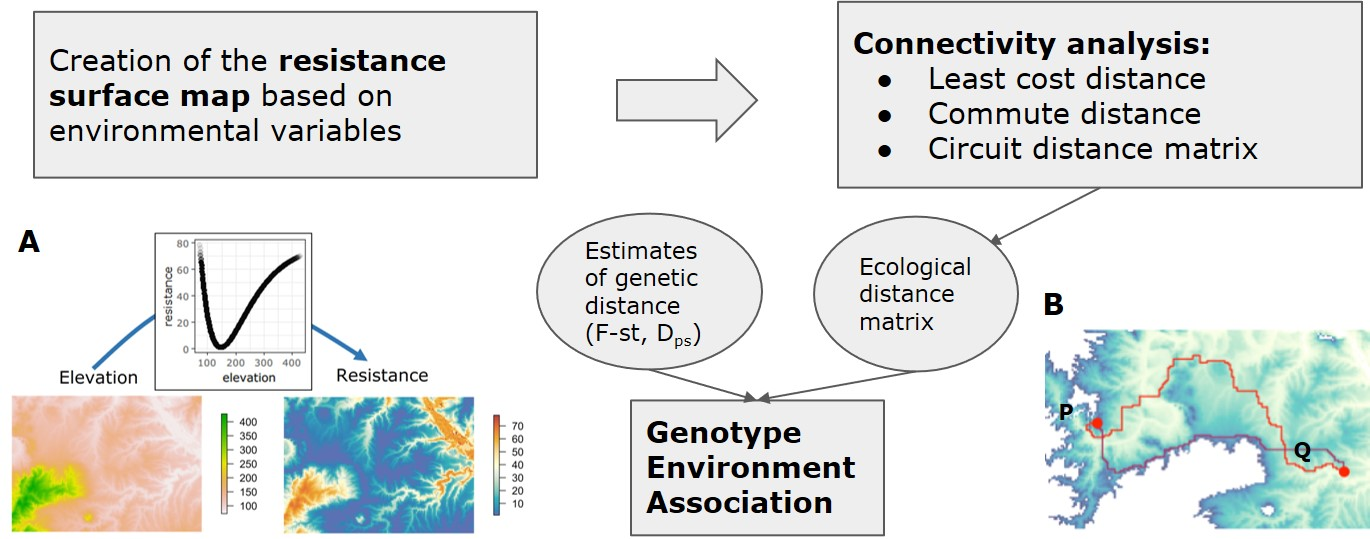 Creation of the resistance
surface map based on
environmental variables
Connectivity analysis:
● Least cost distance
● Commute distance
● Circuit distance matrix
A
80
60
40
20
0
resistance
100 200 300 400
elevation
Elevation
Resistance
400
350
300
250
200
150
100
70
60
50
40
30
20
10
Estimates
of genetic
distance
(F-st, Dps)
Ecological
distance
matrix
Genotype
Environment
Association
B
P
Q